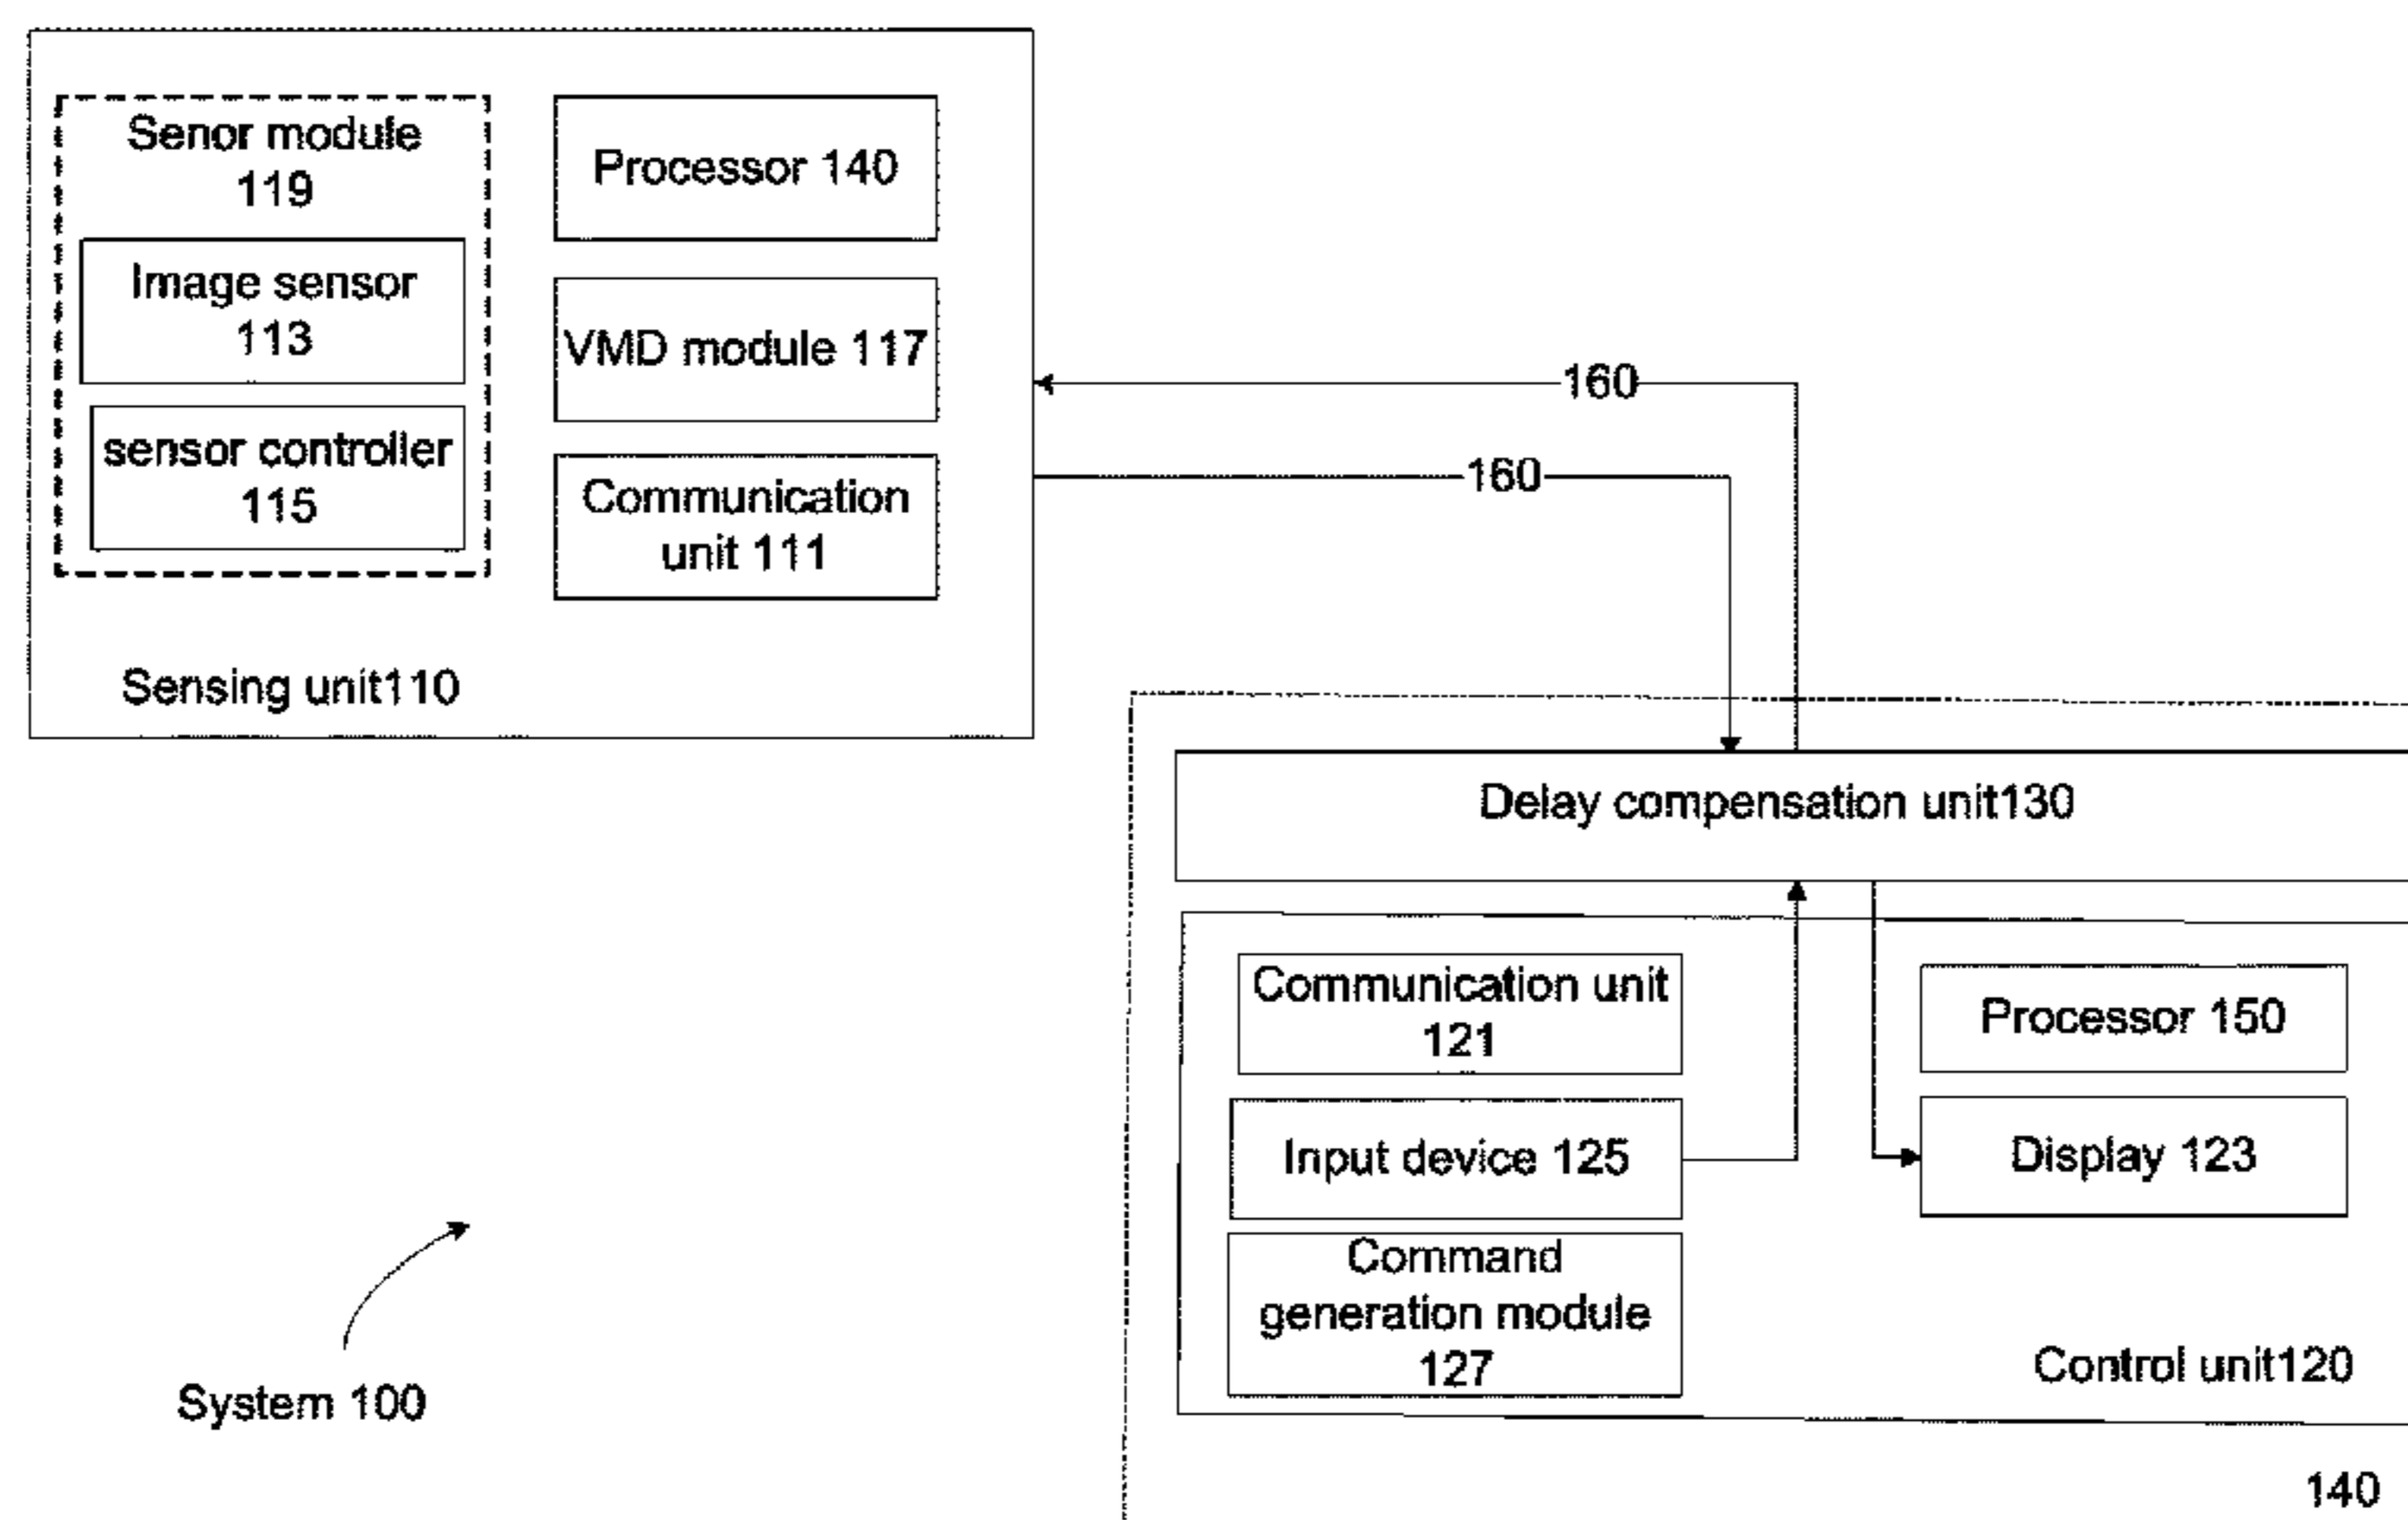 Senor module
119
Image sensor
113
sensor controller
115
Processor 140
VMD module 117
Communication
unit 111
Sensing unit110
160
160
Delay compensation unit130
Communication unit
121
Input device 125
Command
generation module
127
Processor 150
Display 123
Control unit120
140
System 100